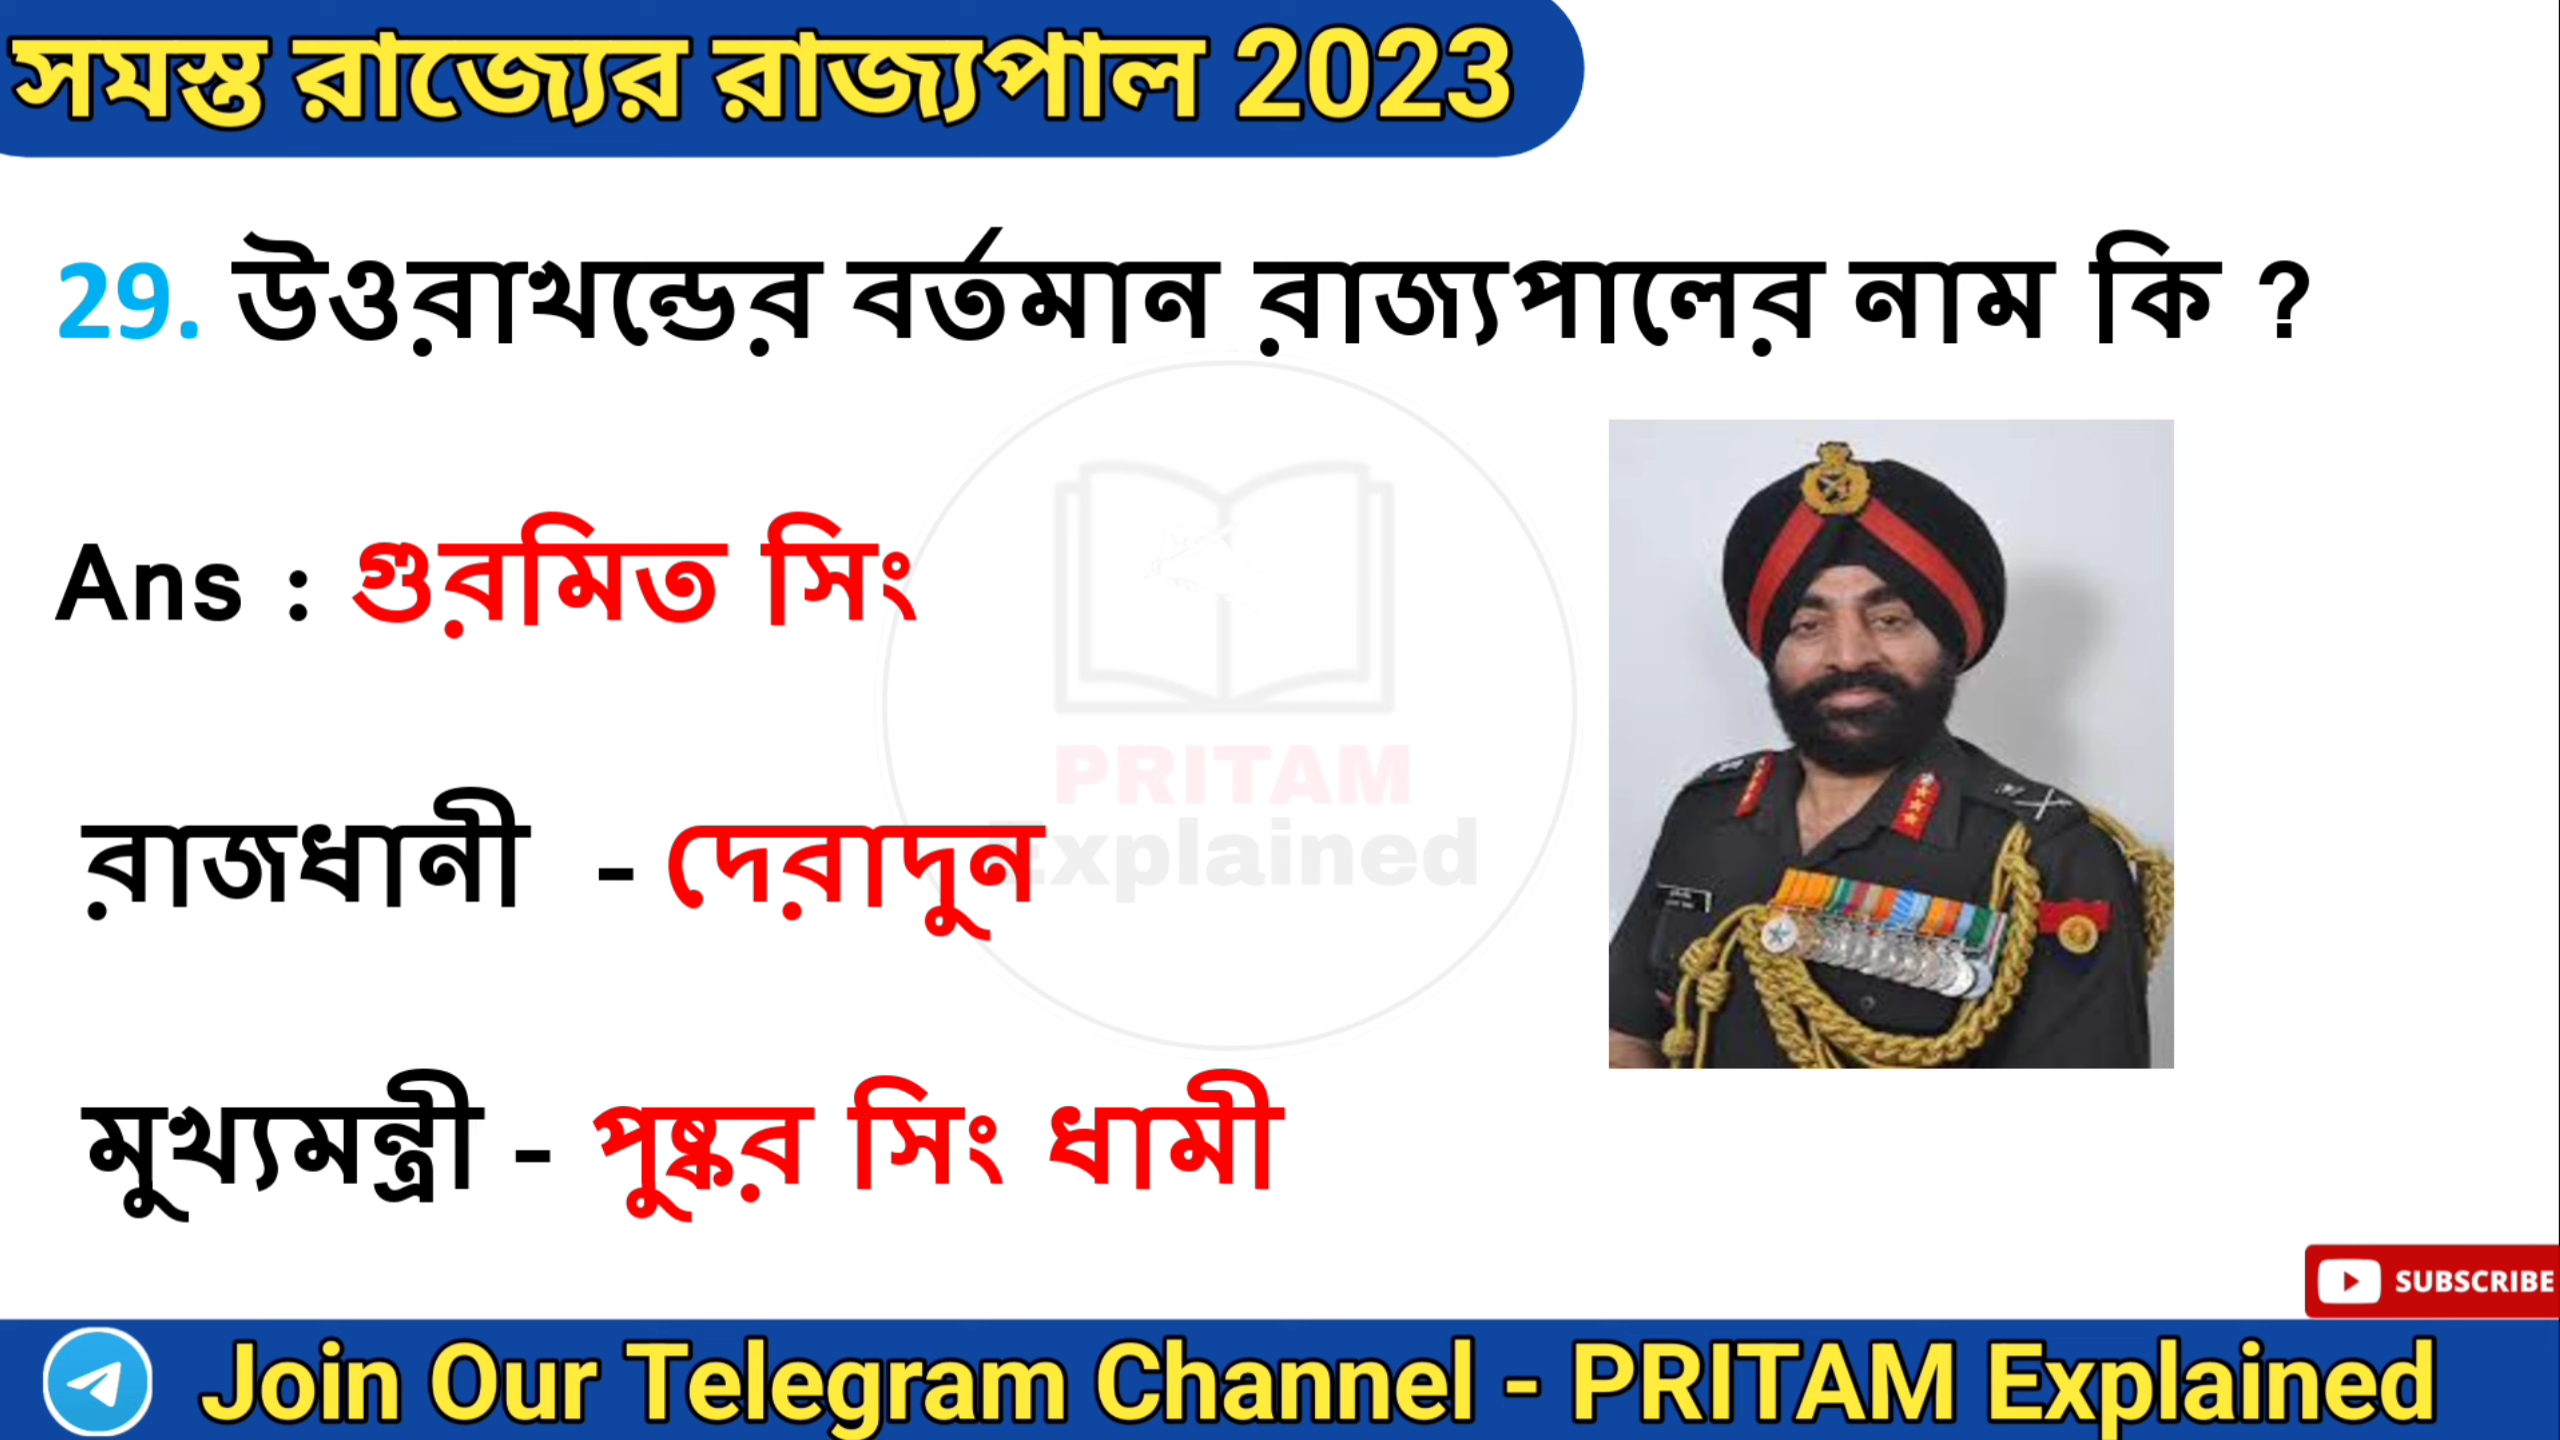 সমস্ত রাজ্যের রাজ্যপাল 2023
29. উওরাখন্ডের বর্তমান রাজ্যপালের নাম কি ?
Ans : গুরমিত সিং
রাজধানী - দেরাদুন
মুখ্যমন্ত্রী - পুষ্কর সিং ধামী
PRITAM
Explained
SUBSCRIBE
Join Our Telegram Channel - PRITAM Explained